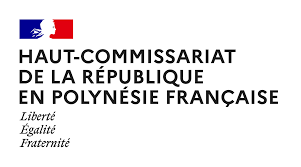 HAUT-COMMISSARIAT
DE LA RÉPUBLIQUE
EN POLYNÉSIE FRANÇAISE
Liberté
Égalité
Fraternité